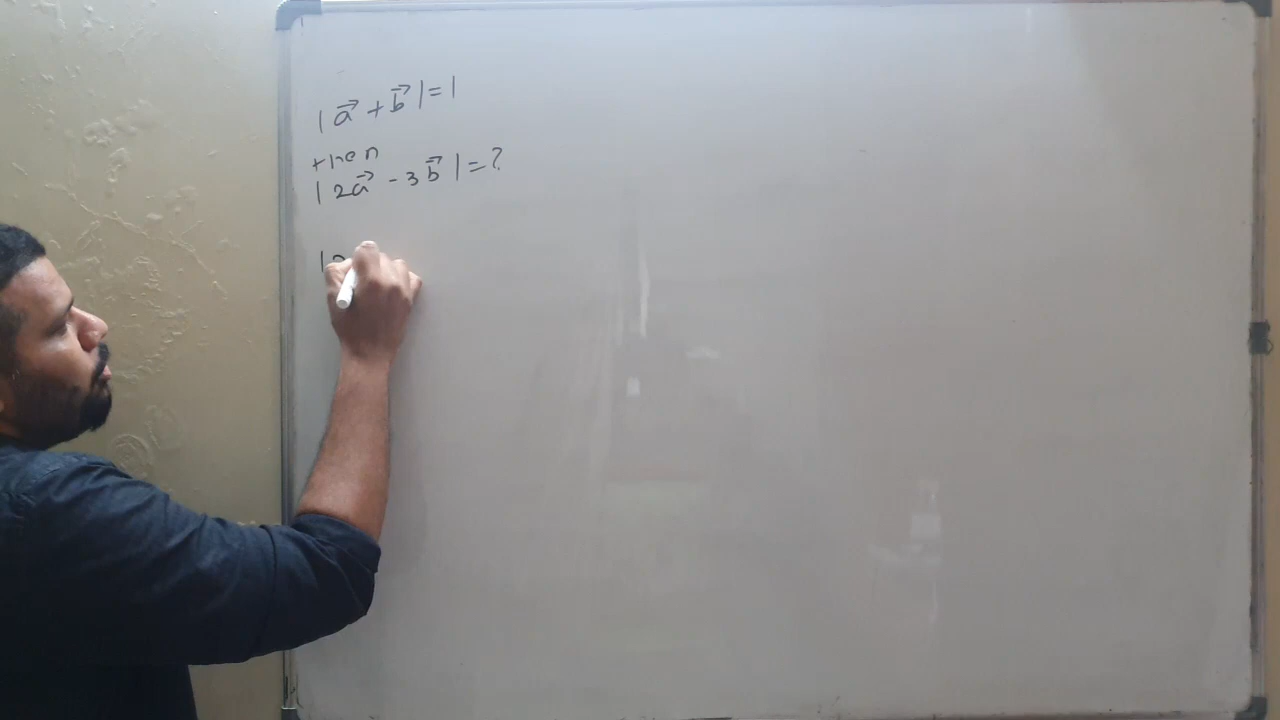 |a⃗ + b⃗| = 1
then
|2a⃗ - 3b⃗| = ?
|